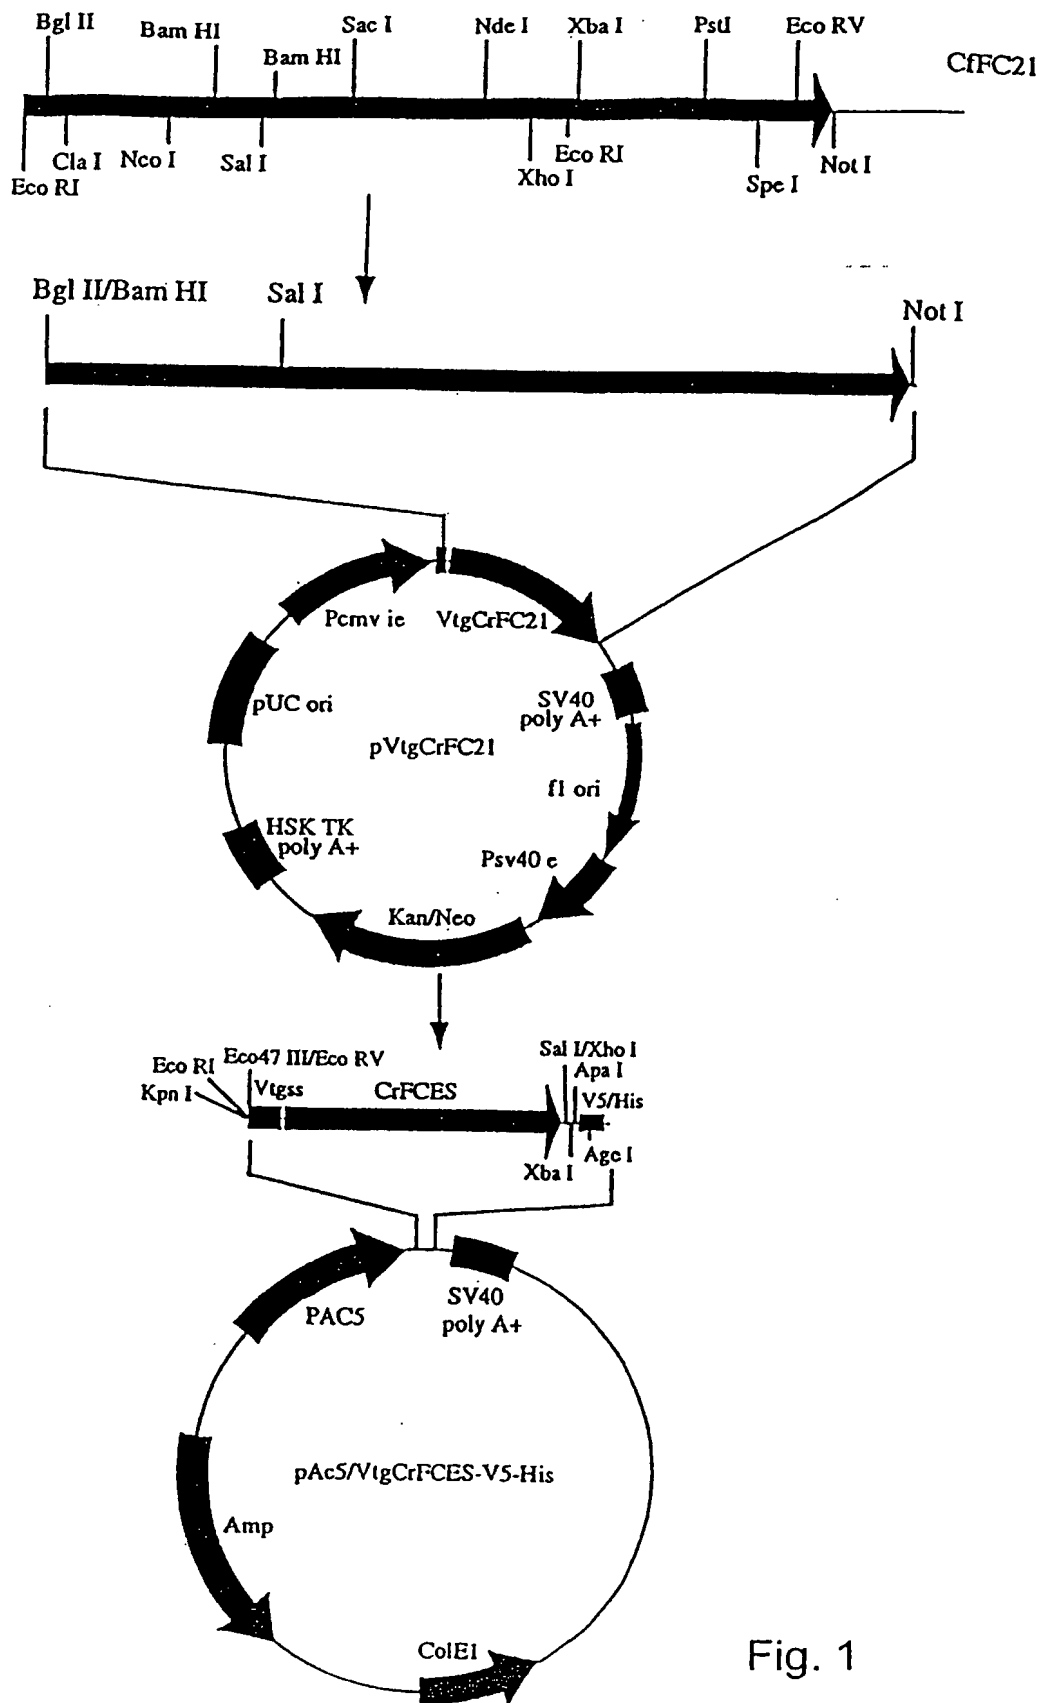 Bgl II
Bam HI
Bam HI
Sac I
Nde I
Xba I
PstI
Eco RV
CfFC21
Eco RI
Cla I
Nco I
Sal I
Xho I
Eco RI
Spe I
Not I
Bgl II/Bam HI
Sal I
Not I
Pcmv ie
VtgCrFC21
pUC ori
SV40
poly A+
pVtgCrFC21
f1 ori
HSK TK
poly A+
Psv40 e
Kan/Neo
Kpn I
Eco RI
Eco47 III/Eco RV
Vtgss
CrFCES
Sal I/Xho I
Apa I
V5/His
Xba I
Age I
PAC5
SV40
poly A+
pAc5/VtgCrFCES-V5-His
Amp
ColE1
Fig. 1